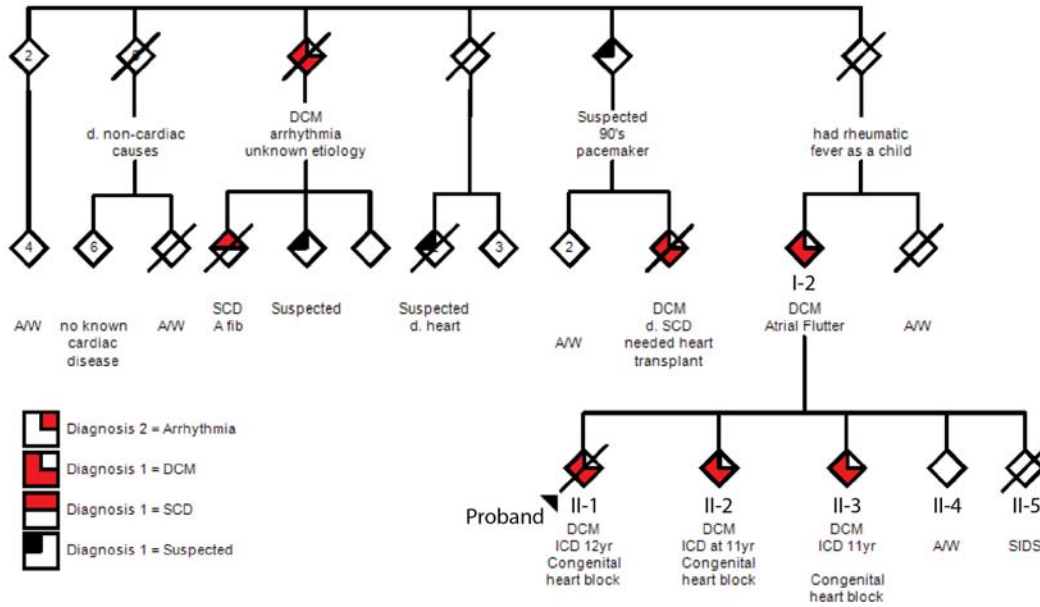 2
DCM
arrhythmia
unknown etiology
Suspected
90's
pacemaker
d. non-cardiac
causes
had rheumatic
fever as a child
4
6
3
2
I-2
A/W
no known
cardiac
disease
A/W
SCD
A fib
Suspected
Suspected
d. heart
A/W
DCM
d. SCD
needed heart
transplant
DCM
Atrial Flutter
A/W
Diagnosis 2 = Arrhythmia
Diagnosis 1 = DCM
Diagnosis 1 = SCD
Diagnosis 1 = Suspected
Proband
II-1
DCM
ICD 12yr
Congenital
heart block
II-2
DCM
ICD at 11yr
Congenital
heart block
II-3
DCM
ICD 11yr
Congenital
heart block
II-4
A/W
II-5
SIDS